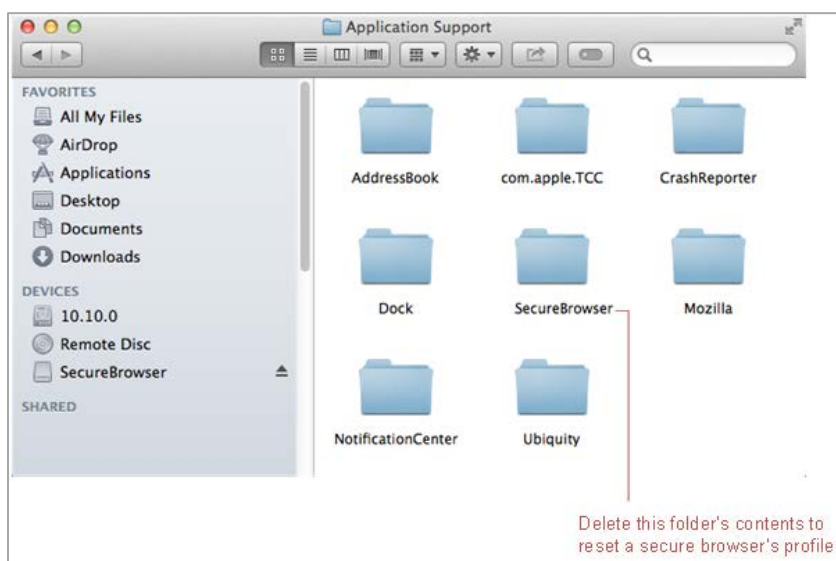 Application Support
FAVORITES
All My Files
AirDrop
Applications
Desktop
Documents
Downloads
DEVICES
10.10.0
Remote Disc
SecureBrowser
SHARED
AddressBook
com.apple.TCC
CrashReporter
Dock
SecureBrowser
Mozilla
NotificationCenter
Ubiquity
Delete this folder's contents to
reset a secure browser's profile